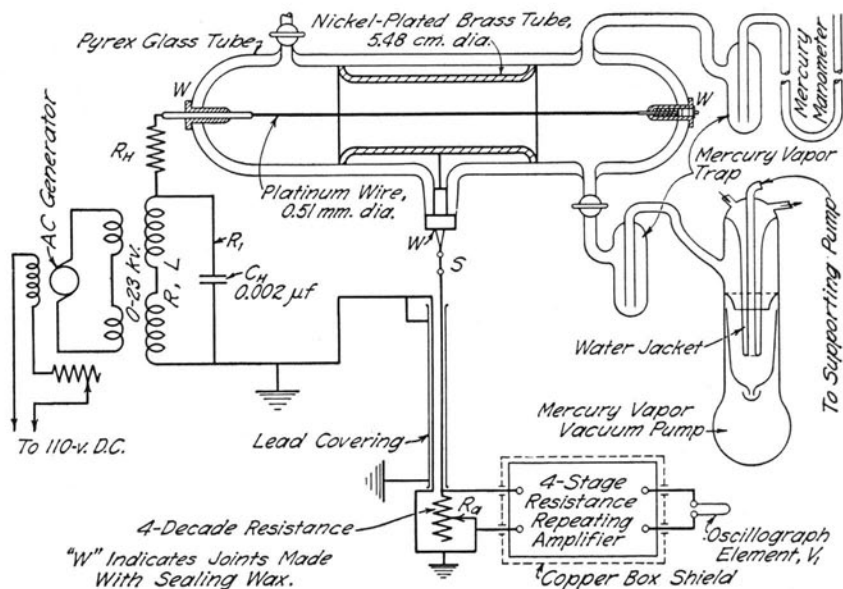 Nickel-Plated Brass Tube,
5.48 cm. dia.
Pyrex Glass Tube
W
W
Mercury
Manometer
R_H
AC Generator
Platinum Wire,
0.51 mm. dia.
Mercury Vapor
Trap
W
S
0-23 kv.
R, L
R_1
C_H
0.002 μf
To Supporting Pump
Water Jacket
To 110-v. D.C.
Lead Covering
Mercury Vapor
Vacuum Pump
4-Decade Resistance
R_a
4-Stage
Resistance
Repeating
Amplifier
Oscillograph
Element, V_1
"W" Indicates Joints Made
With Sealing Wax.
Copper Box Shield